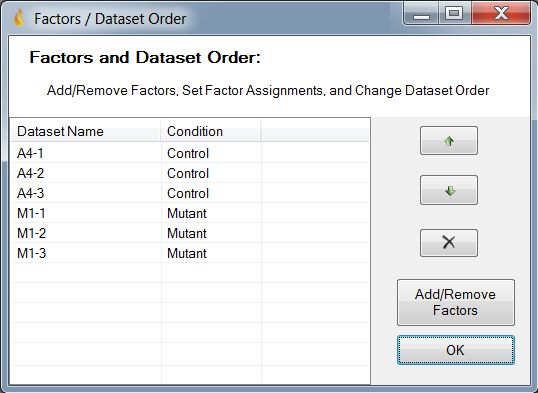 Factors / Dataset Order
Factors and Dataset Order:
Add/Remove Factors, Set Factor Assignments, and Change Dataset Order
Dataset Name Condition
A4-1 Control
A4-2 Control
A4-3 Control
M1-1 Mutant
M1-2 Mutant
M1-3 Mutant
Add/Remove
Factors
OK